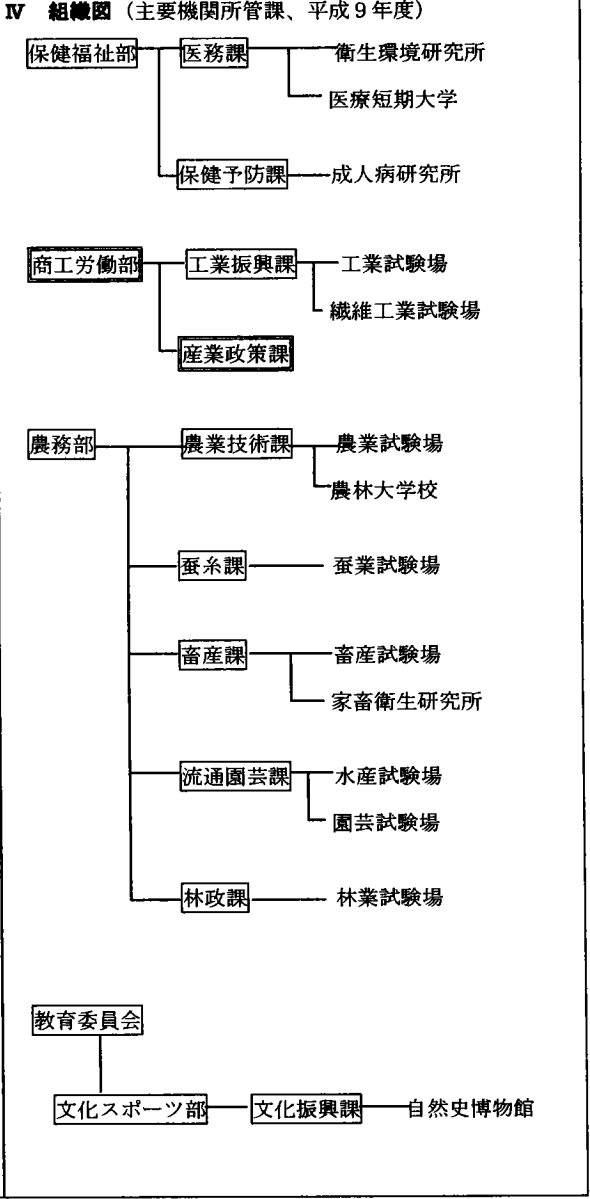 Ⅳ 組織図（主要機関所管課、平成９年度）
保健福祉部 医務課 衛生環境研究所
医療短期大学
保健予防課 成人病研究所
商工労働部 工業振興課 工業試験場
繊維工業試験場
産業政策課
農務部 農業技術課 農業試験場
農林大学校
蚕糸課 蚕業試験場
畜産課 畜産試験場
家畜衛生研究所
流通園芸課 水産試験場
園芸試験場
林政課 林業試験場
教育委員会
文化スポーツ部 文化振興課 自然史博物館